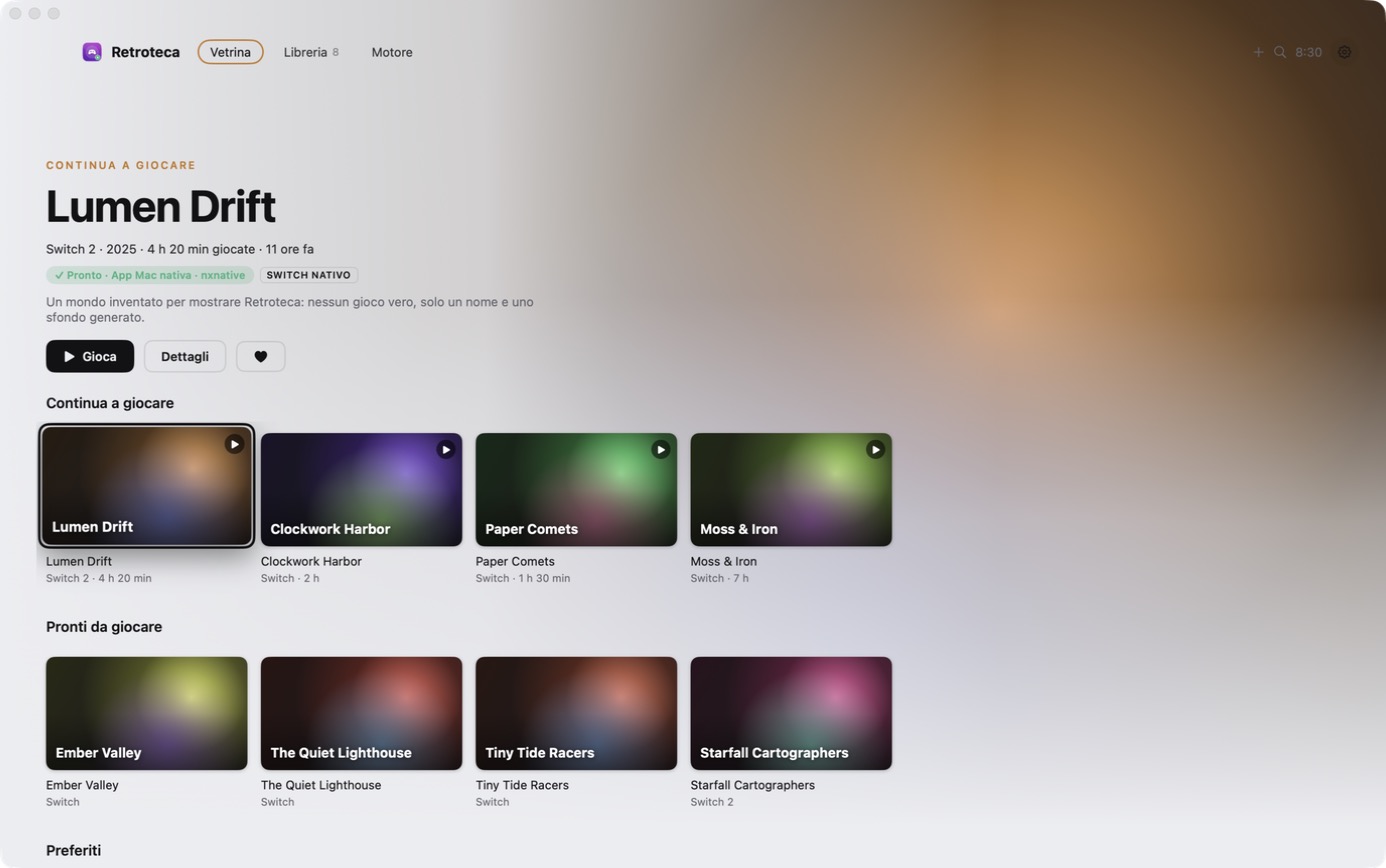 Retroteca
Vetrina
Libreria 8
Motore
8:30
CONTINUA A GIOCARE
Lumen Drift
Switch 2 · 2025 · 4 h 20 min giocate · 11 ore fa
Pronto · App Mac nativa · nxnative
SWITCH NATIVO
Un mondo inventato per mostrare Retroteca: nessun gioco vero, solo un nome e uno
sfondo generato.
Gioca
Dettagli
Continua a giocare
Lumen Drift
Clockwork Harbor
Paper Comets
Moss & Iron
Lumen Drift
Clockwork Harbor
Paper Comets
Moss & Iron
Switch 2 · 4 h 20 min
Switch · 2 h
Switch · 1 h 30 min
Switch · 7 h
Pronti da giocare
Ember Valley
The Quiet Lighthouse
Tiny Tide Racers
Starfall Cartographers
Ember Valley
The Quiet Lighthouse
Tiny Tide Racers
Starfall Cartographers
Switch
Switch
Switch
Switch 2
Preferiti